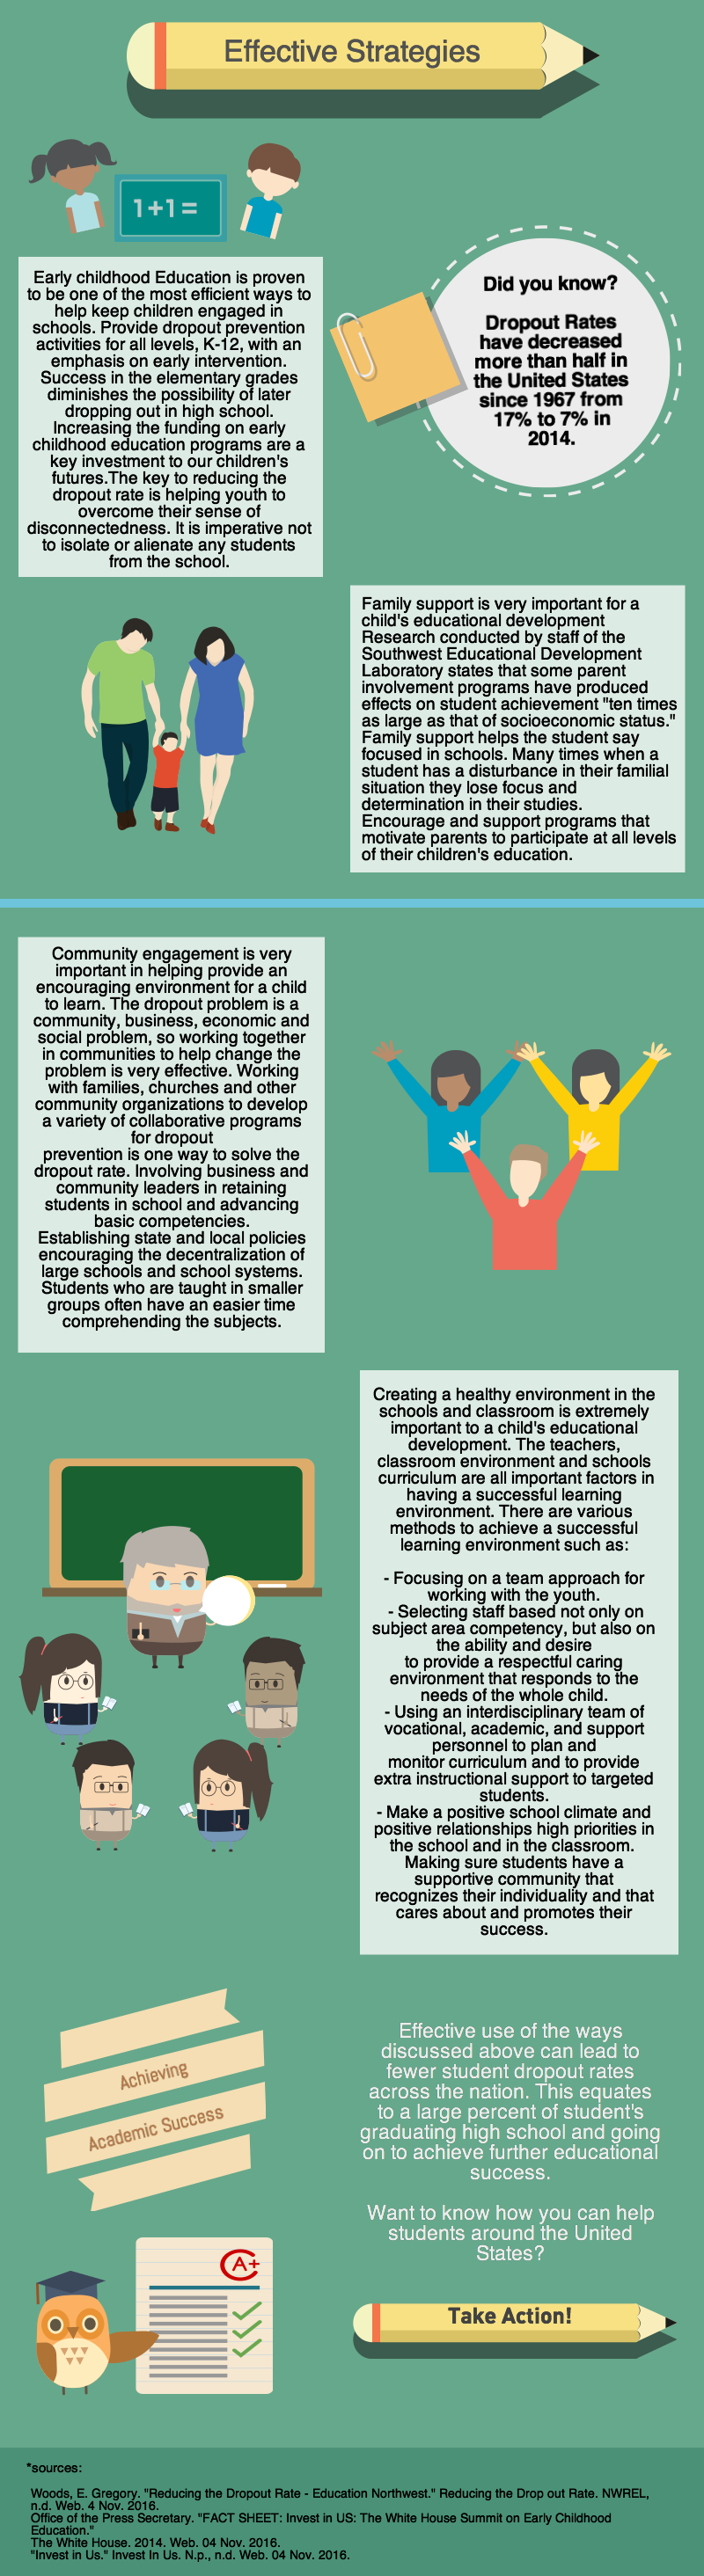 Effective Strategies
1+1=
Early childhood Education is proven
to be one of the most efficient ways to
help keep children engaged in
schools. Provide dropout prevention
activities for all levels, K-12, with an
emphasis on early intervention.
Success in the elementary grades
diminishes the possibility of later
dropping out in high school.
Increasing the funding on early
childhood education programs are a
key investment to our children's
futures.The key to reducing the
dropout rate is helping youth to
overcome their sense of
disconnectedness. It is imperative not
to isolate or alienate any students
from the school.
Did you know?
Dropout Rates
have decreased
more than half in
the United States
since 1967 from
17% to 7% in
2014.
Family support is very important for a
child's educational development
Research conducted by staff of the
Southwest Educational Development
Laboratory states that some parent
involvement programs have produced
effects on student achievement "ten times
as large as that of socioeconomic status."
Family support helps the student say
focused in schools. Many times when a
student has a disturbance in their familial
situation they lose focus and
determination in their studies.
Encourage and support programs that
motivate parents to participate at all levels
of their children's education.
Community engagement is very
important in helping provide an
encouraging environment for a child
to learn. The dropout problem is a
community, business, economic and
social problem, so working together
in communities to help change the
problem is very effective. Working
with families, churches and other
community organizations to develop
a variety of collaborative programs
for dropout
prevention is one way to solve the
dropout rate. Involving business and
community leaders in retaining
students in school and advancing
basic competencies.
Establishing state and local policies
encouraging the decentralization of
large schools and school systems.
Students who are taught in smaller
groups often have an easier time
comprehending the subjects.
Creating a healthy environment in the
schools and classroom is extremely
important to a child's educational
development. The teachers,
classroom environment and schools
curriculum are all important factors in
having a successful learning
environment. There are various
methods to achieve a successful
learning environment such as:
- Focusing on a team approach for
working with the youth.
- Selecting staff based not only on
subject area competency, but also on
the ability and desire
to provide a respectful caring
environment that responds to the
needs of the whole child.
- Using an interdisciplinary team of
vocational, academic, and support
personnel to plan and
monitor curriculum and to provide
extra instructional support to targeted
students.
- Make a positive school climate and
positive relationships high priorities in
the school and in the classroom.
Making sure students have a
supportive community that
recognizes their individuality and that
cares about and promotes their
success.
Achieving
Academic Success
A+
Effective use of the ways
discussed above can lead to
fewer student dropout rates
across the nation. This equates
to a large percent of student's
graduating high school and going
on to achieve further educational
success.
Want to know how you can help
students around the United
States?
Take Action!
*sources:
Woods, E. Gregory. "Reducing the Dropout Rate - Education Northwest." Reducing the Drop out Rate. NWREL,
n.d. Web. 4 Nov. 2016.
Office of the Press Secretary. "FACT SHEET: Invest in US: The White House Summit on Early Childhood
Education."
The White House. 2014. Web. 04 Nov. 2016.
"Invest in Us." Invest In Us. N.p., n.d. Web. 04 Nov. 2016.